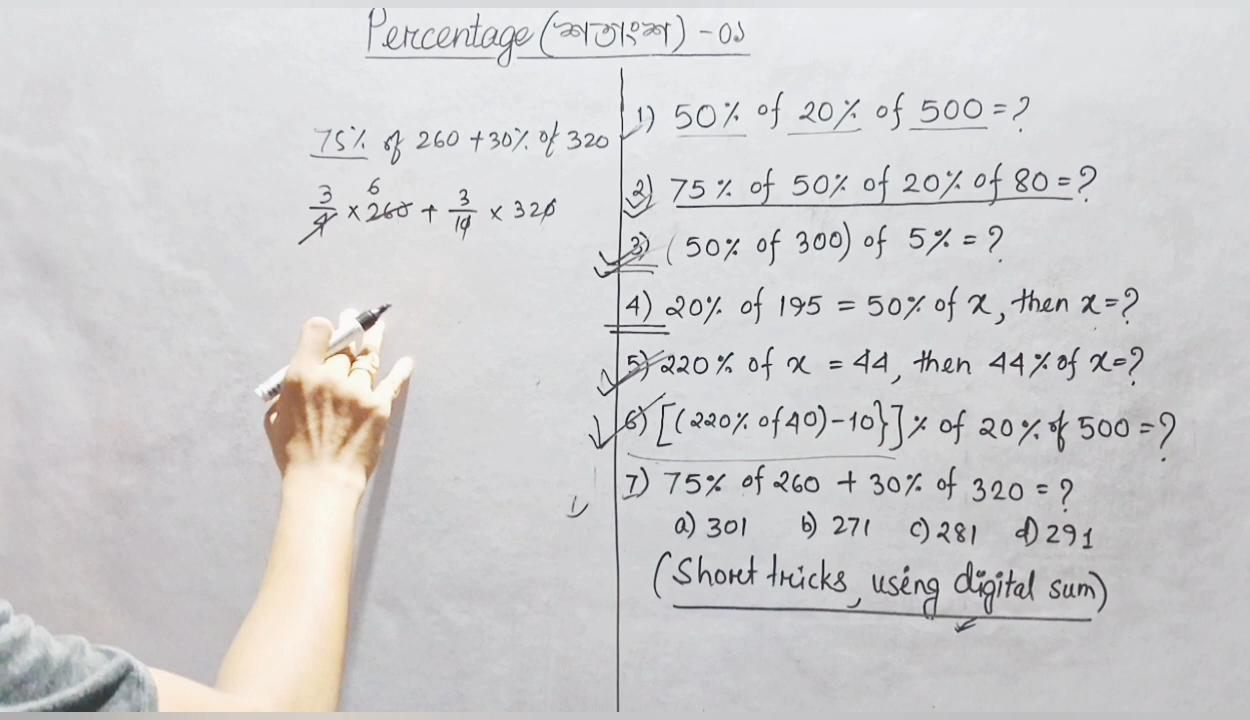 Percentage (শতাংশ) - 01
75% of 260 + 30% of 320
3/4 × 260 + 3/10 × 320
6
1) 50% of 20% of 500 = ?
2) 75% of 50% of 20% of 80 = ?
3) (50% of 300) of 5% = ?
4) 20% of 195 = 50% of x, then x = ?
5) 220% of x = 44, then 44% of x = ?
6) [(220% of 40) - 10}]% of 20% of 500 = ?
7) 75% of 260 + 30% of 320 = ?
a) 301 b) 271 c) 281 d) 291
(Short tricks, using digital sum)